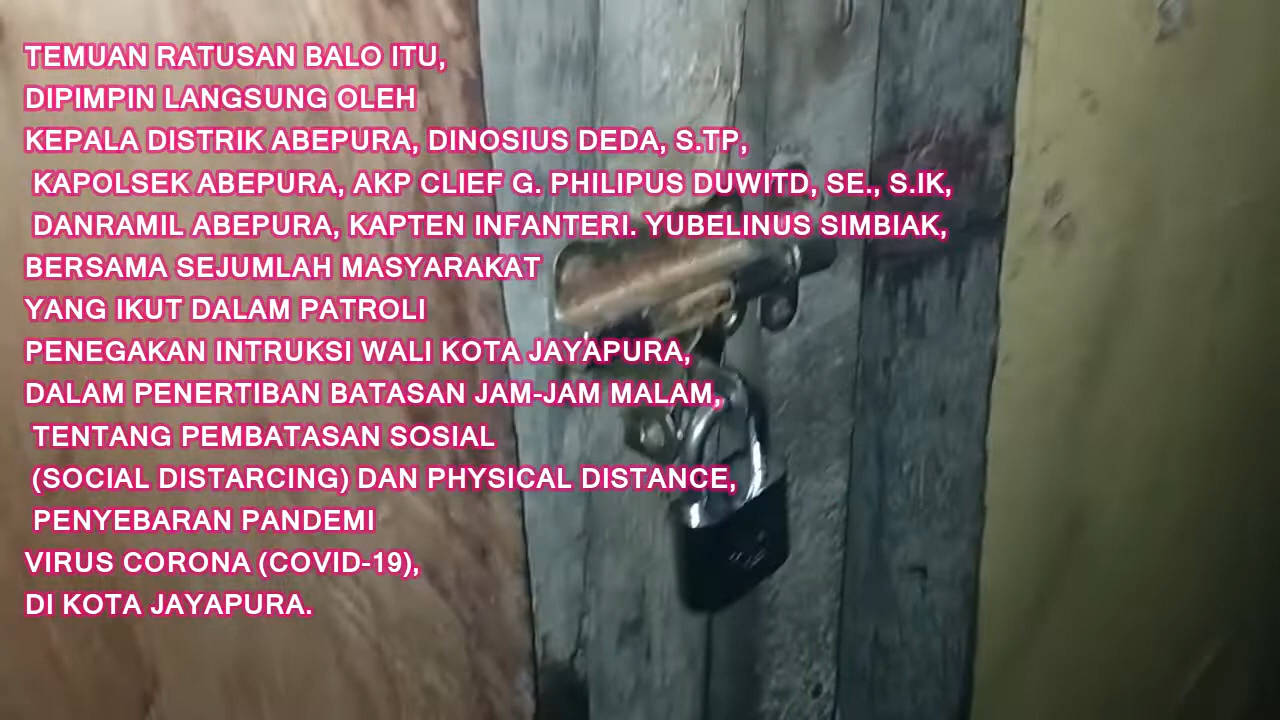 TEMUAN RATUSAN BALO ITU,
DIPIMPIN LANGSUNG OLEH
KEPALA DISTRIK ABEPURA, DINOSIUS DEDA, S.TP,
KAPOLSEK ABEPURA, AKP CLIEF G. PHILIPUS DUWITD, SE., S.IK,
DANRAMIL ABEPURA, KAPTEN INFANTERI. YUBELINUS SIMBIAK,
BERSAMA SEJUMLAH MASYARAKAT
YANG IKUT DALAM PATROLI
PENEGAKAN INTRUKSI WALI KOTA JAYAPURA,
DALAM PENERTIBAN BATASAN JAM-JAM MALAM,
TENTANG PEMBATASAN SOSIAL
(SOCIAL DISTARCING) DAN PHYSICAL DISTANCE,
PENYEBARAN PANDEMI
VIRUS CORONA (COVID-19),
DI KOTA JAYAPURA.